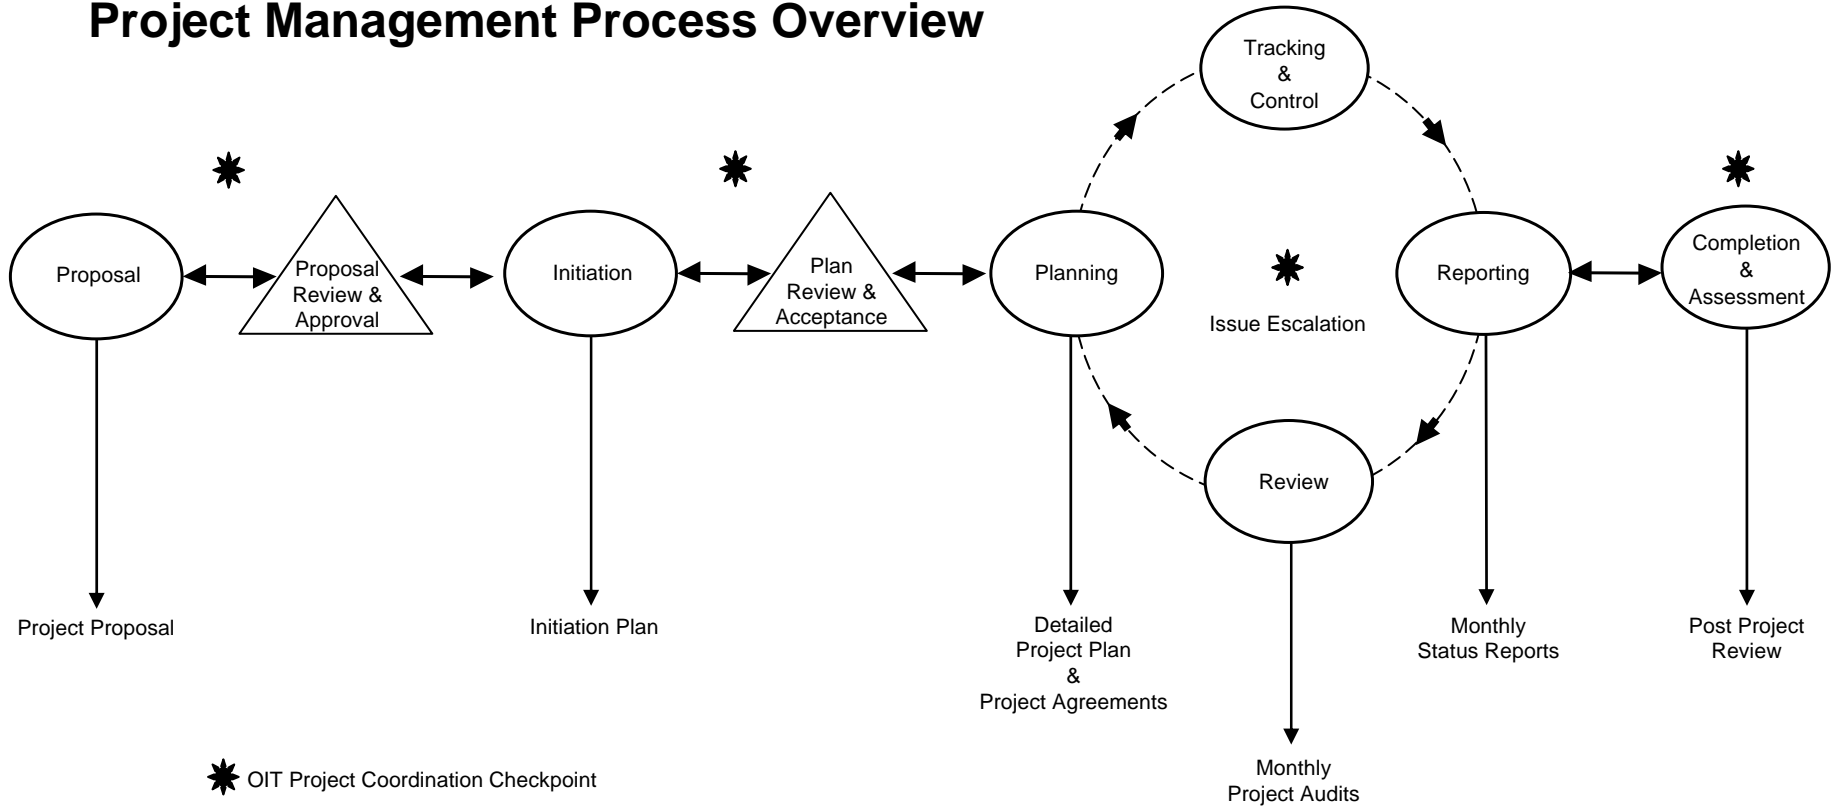 Project Management Process Overview
Tracking
&
Control
Proposal
Proposal
Review &
Approval
Initiation
Plan
Review &
Acceptance
Planning
Issue Escalation
Reporting
Completion
&
Assessment
Review
Project Proposal
Initiation Plan
Detailed
Project Plan
&
Project Agreements
Monthly
Status Reports
Post Project
Review
Monthly
Project Audits
OIT Project Coordination Checkpoint